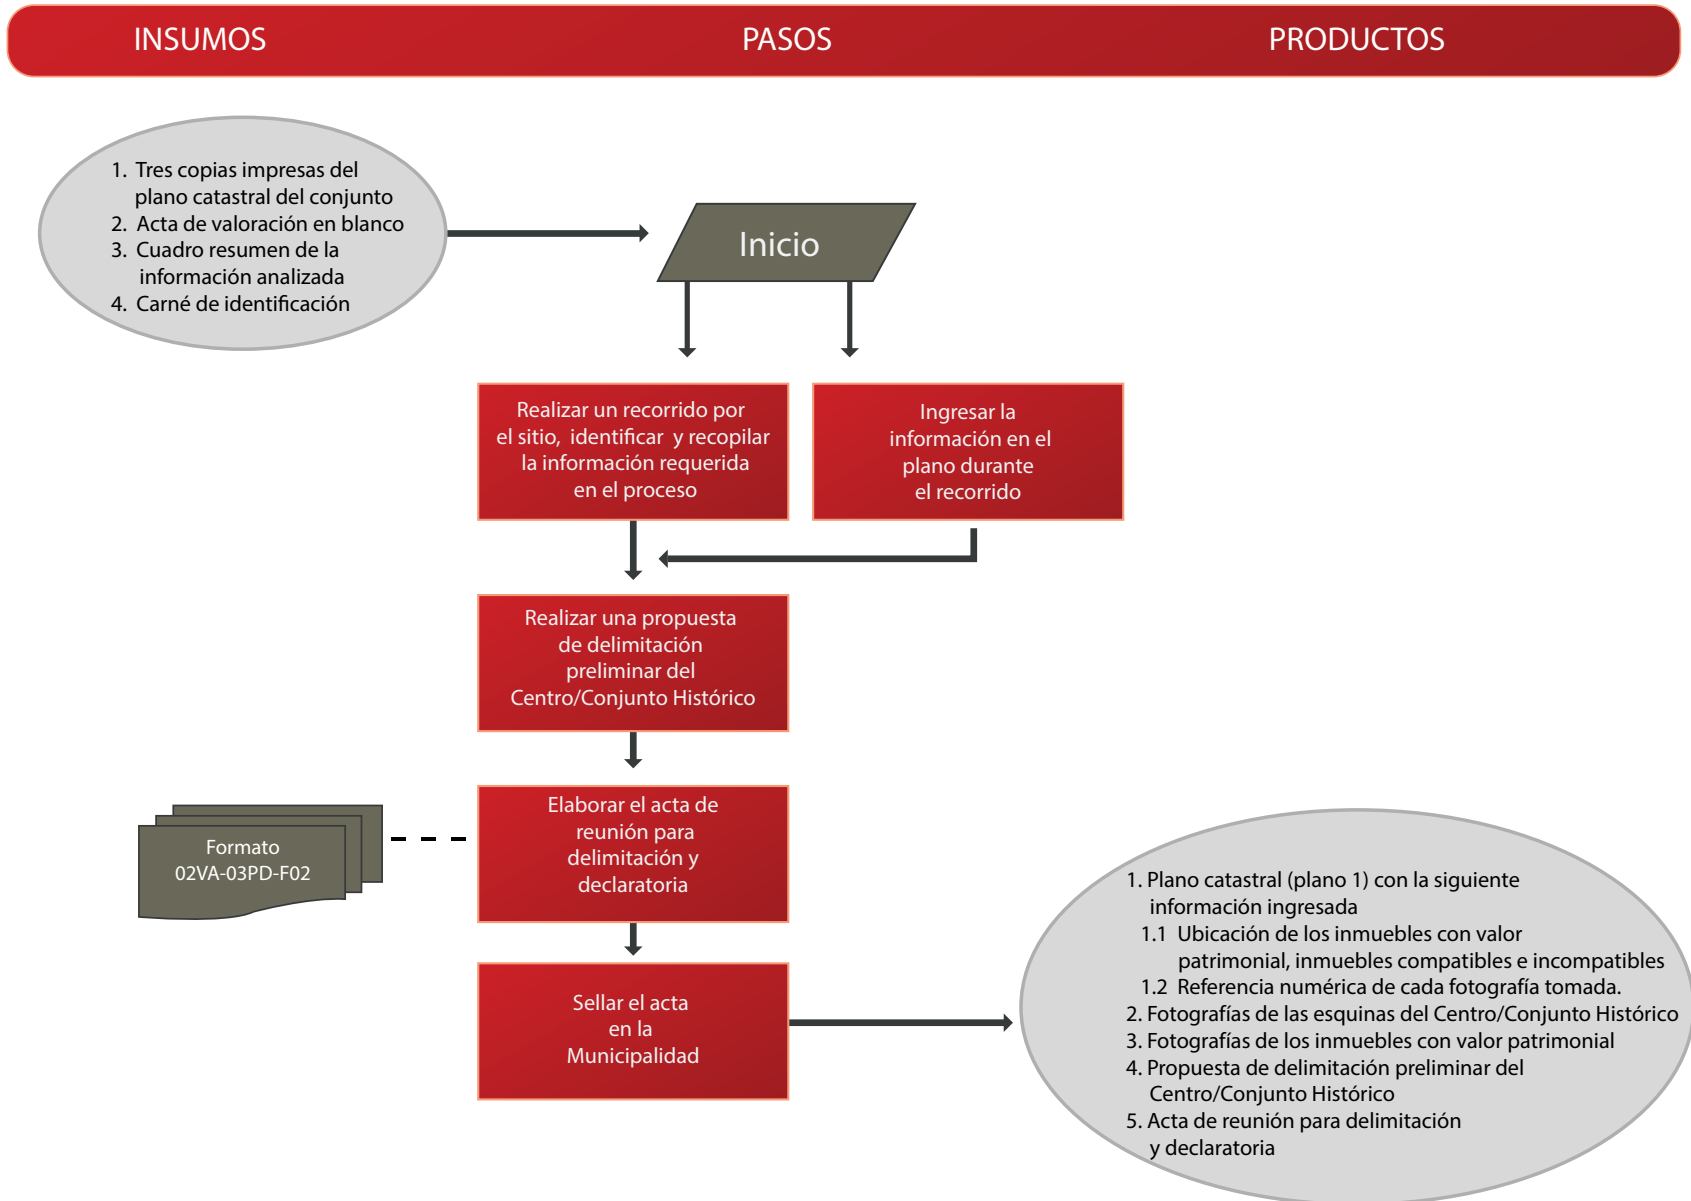 INSUMOS
PASOS
PRODUCTOS
1. Tres copias impresas del
plano catastral del conjunto
2. Acta de valoración en blanco
3. Cuadro resumen de la
información analizada
4. Carné de identificación
Inicio
Realizar un recorrido por
el sitio, identificar y recopilar
la información requerida
en el proceso
Ingresar la
información en el
plano durante
el recorrido
Realizar una propuesta
de delimitación
preliminar del
Centro/Conjunto Histórico
Elaborar el acta de
reunión para
delimitación y
declaratoria
Formato
02VA-03PD-F02
Sellar el acta
en la
Municipalidad
1. Plano catastral (plano 1) con la siguiente
información ingresada
1.1 Ubicación de los inmuebles con valor
patrimonial, inmuebles compatibles e incompatibles
1.2 Referencia numérica de cada fotografía tomada.
2. Fotografías de las esquinas del Centro/Conjunto Histórico
3. Fotografías de los inmuebles con valor patrimonial
4. Propuesta de delimitación preliminar del
Centro/Conjunto Histórico
5. Acta de reunión para delimitación
y declaratoria